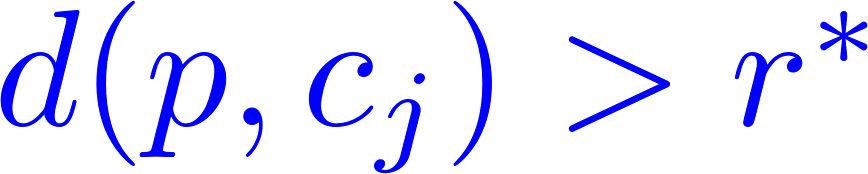 d(p, c_j) > r^*